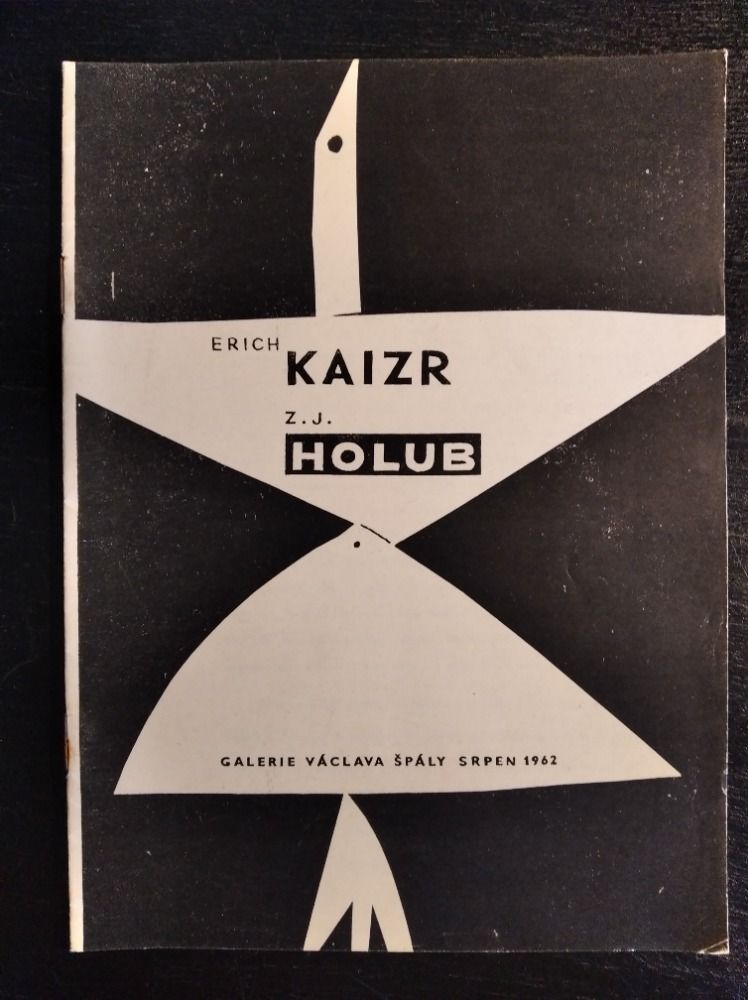 ERICH
KAIZR
Z.J.
HOLUB
GALERIE VÁCLAVA ŠPÁLY SRPEN 1962